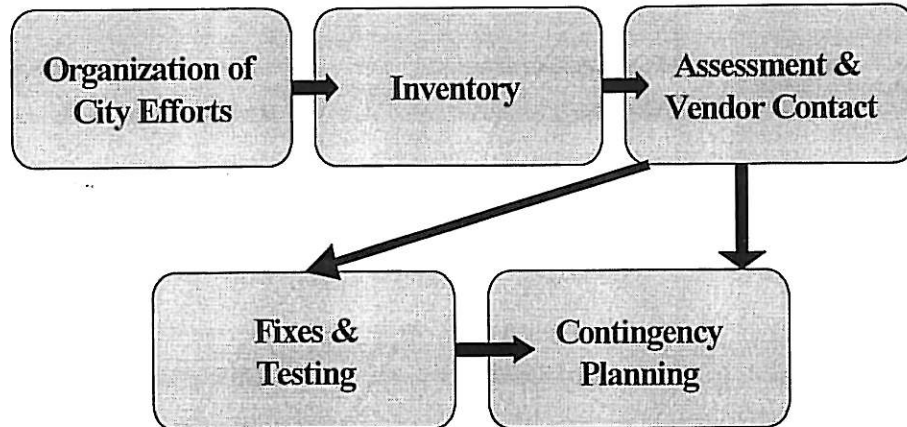 Organization of
City Efforts
Inventory
Assessment &
Vendor Contact
Fixes &
Testing
Contingency
Planning